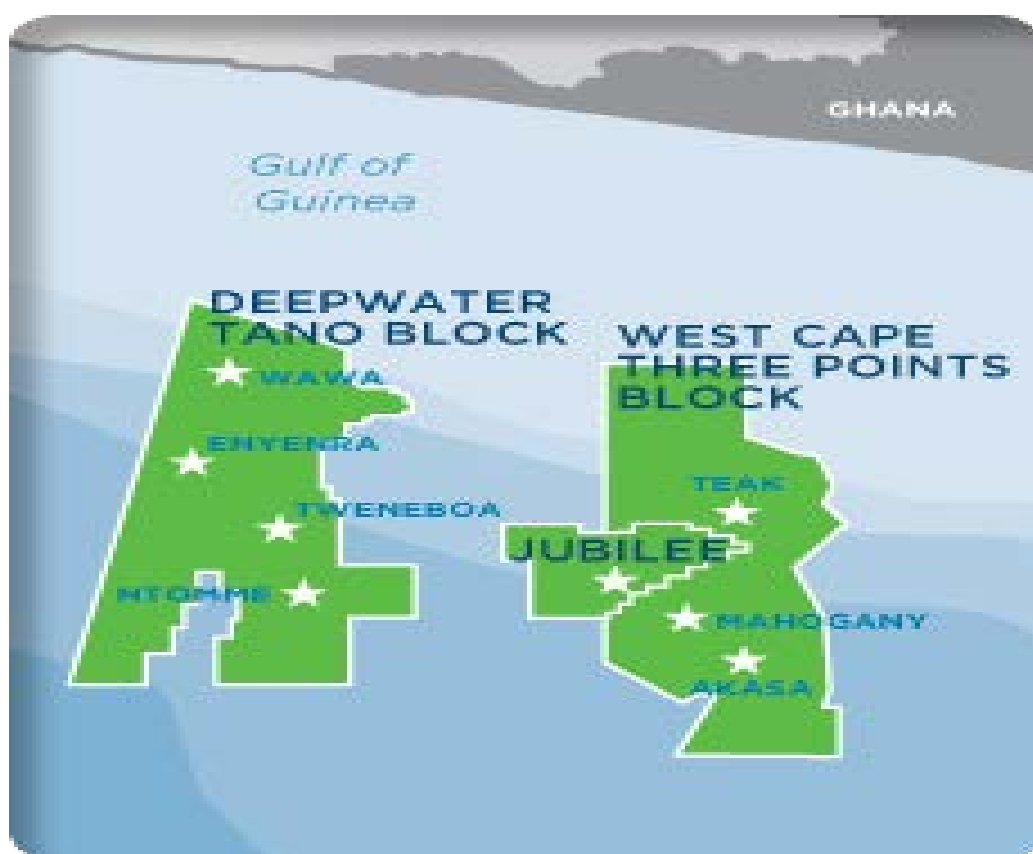 GHANA
Gulf of
Guinea
DEEPWATER
TANO BLOCK
WAWA
ENYENRA
TWENEBOA
NTOMME
WEST CAPE
THREE POINTS
BLOCK
TEAK
JUBILEE
MAHOGANY
AKASA